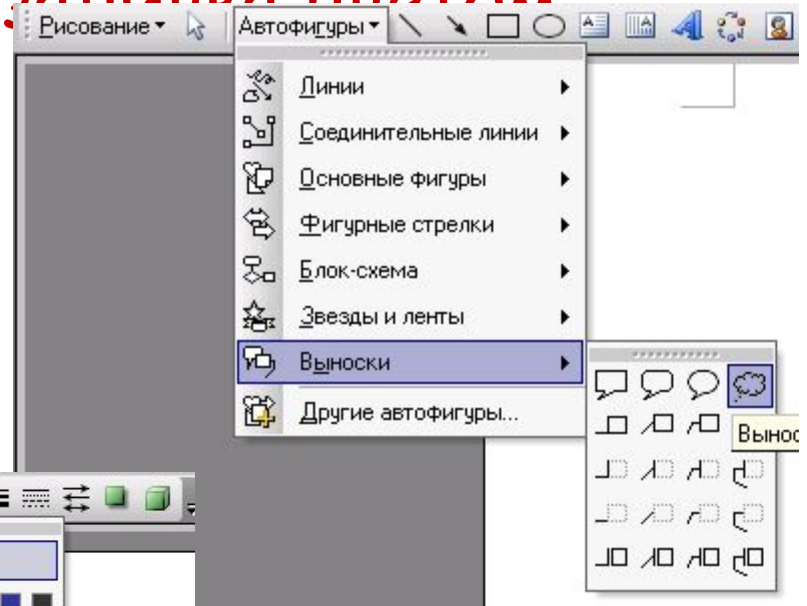 Рисование Автофигуры
Линии
Соединительные линии
Основные фигуры
Фигурные стрелки
Блок-схема
Звезды и ленты
Выноски
Другие автофигуры...